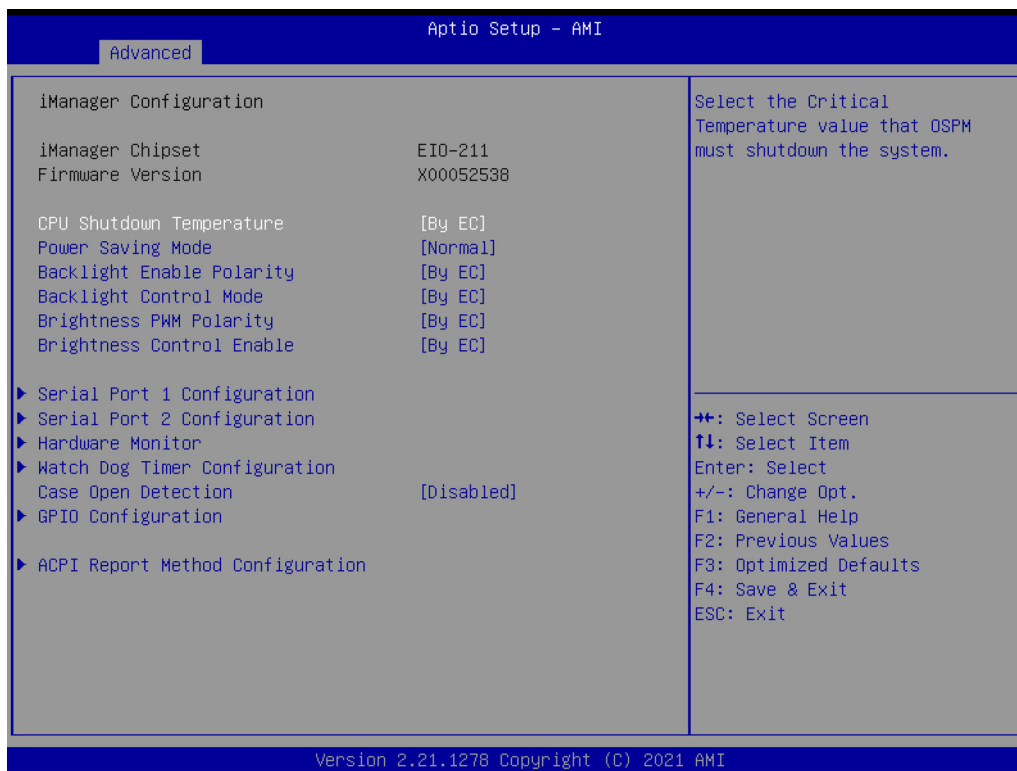 Aptio Setup – AMI
Advanced
iManager Configuration
iManager Chipset EIO-211
Firmware Version X00052538
CPU Shutdown Temperature [By EC]
Power Saving Mode [Normal]
Backlight Enable Polarity [By EC]
Backlight Control Mode [By EC]
Brightness PWM Polarity [By EC]
Brightness Control Enable [By EC]
Serial Port 1 Configuration
Serial Port 2 Configuration
Hardware Monitor
Watch Dog Timer Configuration
Case Open Detection [Disabled]
GPIO Configuration
ACPI Report Method Configuration
Select the Critical
Temperature value that OSPM
must shutdown the system.
→←: Select Screen
↑↓: Select Item
Enter: Select
+/-: Change Opt.
F1: General Help
F2: Previous Values
F3: Optimized Defaults
F4: Save & Exit
ESC: Exit
Version 2.21.1278 Copyright (C) 2021 AMI